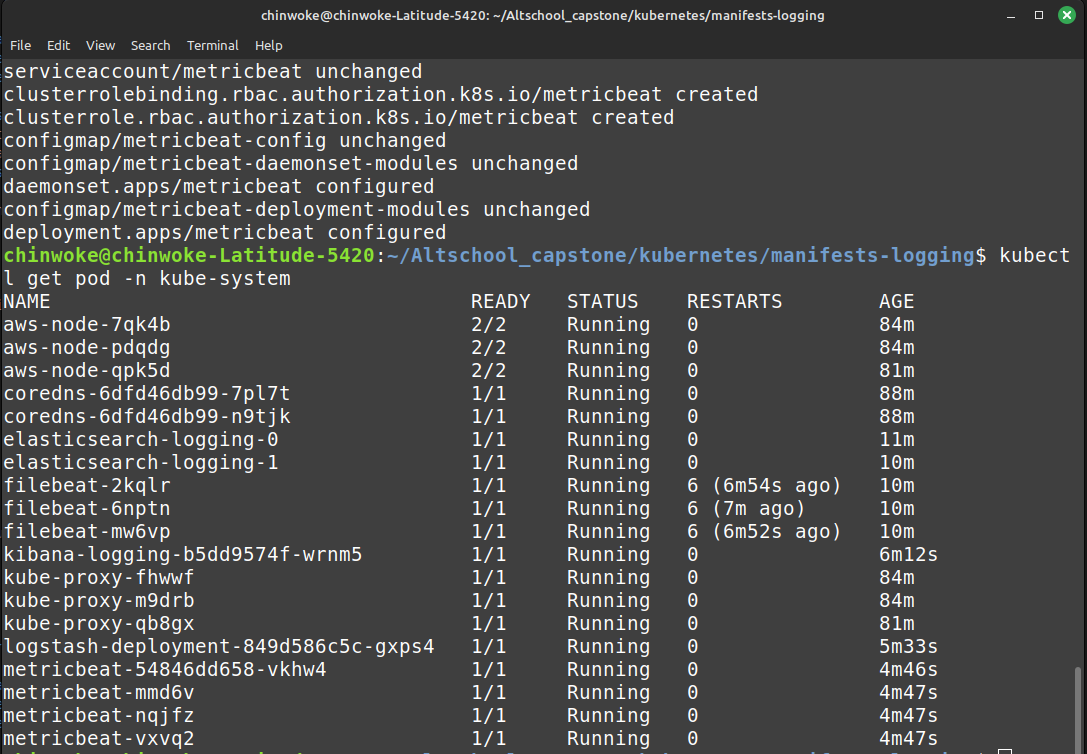 chinwoke@chinwoke-Latitude-5420: ~/Altschool_capstone/kubernetes/manifests-logging
File Edit View Search Terminal Help
serviceaccount/metricbeat unchanged
clusterrolebinding.rbac.authorization.k8s.io/metricbeat created
clusterrole.rbac.authorization.k8s.io/metricbeat created
configmap/metricbeat-config unchanged
configmap/metricbeat-daemonset-modules unchanged
daemonset.apps/metricbeat configured
configmap/metricbeat-deployment-modules unchanged
deployment.apps/metricbeat configured
chinwoke@chinwoke-Latitude-5420:~/Altschool_capstone/kubernetes/manifests-logging$ kubect
l get pod -n kube-system
NAME READY STATUS RESTARTS AGE
aws-node-7qk4b 2/2 Running 0 84m
aws-node-pdqdg 2/2 Running 0 84m
aws-node-qpk5d 2/2 Running 0 81m
coredns-6dfd46db99-7pl7t 1/1 Running 0 88m
coredns-6dfd46db99-n9tjk 1/1 Running 0 88m
elasticsearch-logging-0 1/1 Running 0 11m
elasticsearch-logging-1 1/1 Running 0 10m
filebeat-2kqlr 1/1 Running 6 (6m54s ago) 10m
filebeat-6nptn 1/1 Running 6 (7m ago) 10m
filebeat-mw6vp 1/1 Running 6 (6m52s ago) 10m
kibana-logging-b5dd9574f-wrnm5 1/1 Running 0 6m12s
kube-proxy-fhwwf 1/1 Running 0 84m
kube-proxy-m9drb 1/1 Running 0 84m
kube-proxy-qb8gx 1/1 Running 0 81m
logstash-deployment-849d586c5c-gxps4 1/1 Running 0 5m33s
metricbeat-54846dd658-vkhw4 1/1 Running 0 4m46s
metricbeat-mmd6v 1/1 Running 0 4m47s
metricbeat-nqjfz 1/1 Running 0 4m47s
metricbeat-vxvq2 1/1 Running 0 4m47s